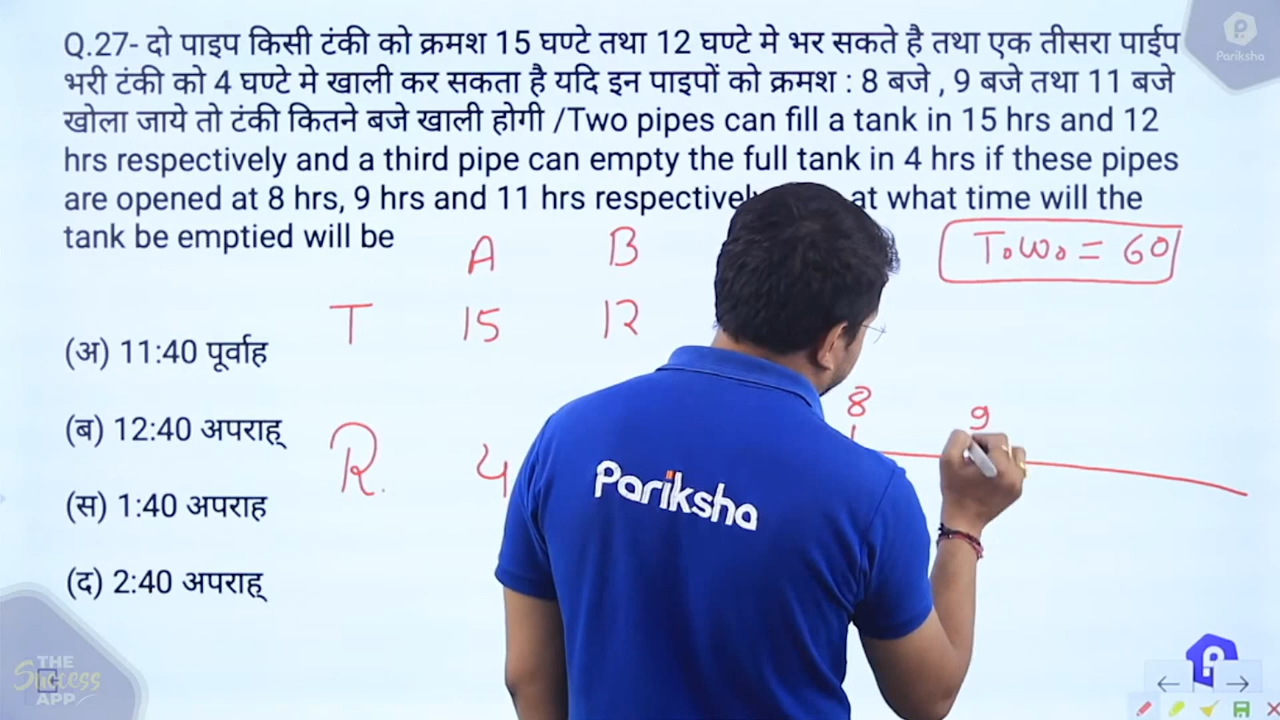 Q.27- दो पाइप किसी टंकी को क्रमश 15 घण्टे तथा 12 घण्टे मे भर सकते है तथा एक तीसरा पाईप
भरी टंकी को 4 घण्टे मे खाली कर सकता है यदि इन पाइपों को क्रमश : 8 बजे , 9 बजे तथा 11 बजे
खोला जाये तो टंकी कितने बजे खाली होगी /Two pipes can fill a tank in 15 hrs and 12
hrs respectively and a third pipe can empty the full tank in 4 hrs if these pipes
are opened at 8 hrs, 9 hrs and 11 hrs respectively at what time will the
tank be emptied will be
A B
T.W. = 60
T 15 12
(अ) 11:40 पूर्वाह
8 9
(ब) 12:40 अपराह्
R. 4
(स) 1:40 अपराह
(द) 2:40 अपराह्
Pariksha
Pariksha
THE
Success
APP